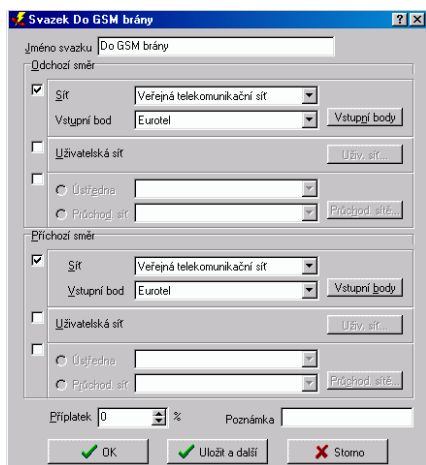 Svazek Do GSM brány
Jméno svazku Do GSM brány
Odchozí směr
Síť Veřejná telekomunikační síť
Vstupní bod Eurotel Vstupní body
Uživatelská síť Uživ. síť...
Ústředna
Průchod. síť Průchod. sítě...
Příchozí směr
Síť Veřejná telekomunikační síť
Vstupní bod Eurotel Vstupní body
Uživatelská síť Uživ. síť...
Ústředna
Průchod. síť Průchod. sítě...
Příplatek 0 % Poznámka
OK Uložit a další Storno